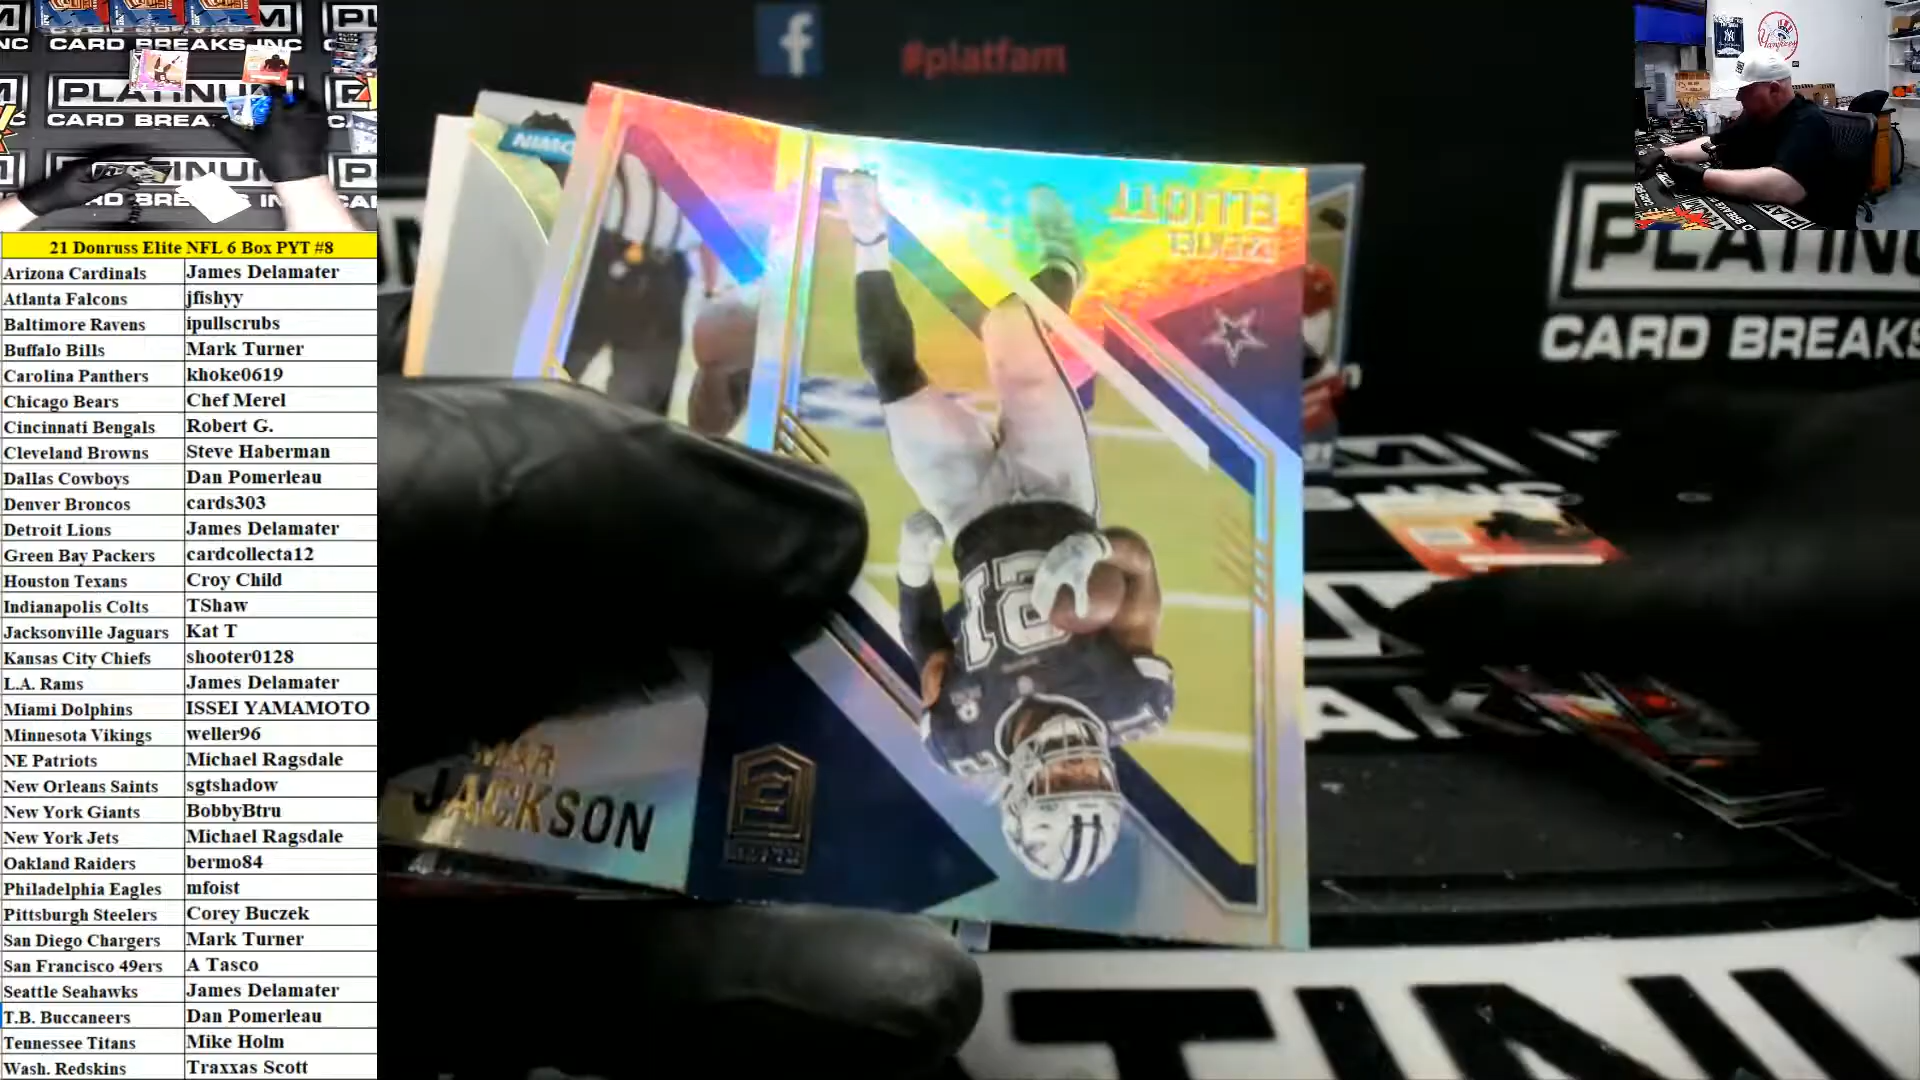 #platfam
PLATINUM
CARD BREAKS INC
PLATINUM
CARD BREA
Yankees
PLATINU
CARD BREAKS
EZEKIEL
ELLIOTT
21
JACKSON
21 Donruss Elite NFL 6 Box PYT #8
Arizona Cardinals James Delamater
Atlanta Falcons jfishyy
Baltimore Ravens ipullscrubs
Buffalo Bills Mark Turner
Carolina Panthers khoke0619
Chicago Bears Chef Merel
Cincinnati Bengals Robert G.
Cleveland Browns Steve Haberman
Dallas Cowboys Dan Pomerleau
Denver Broncos cards303
Detroit Lions James Delamater
Green Bay Packers cardcollecta12
Houston Texans Croy Child
Indianapolis Colts TShaw
Jacksonville Jaguars Kat T
Kansas City Chiefs shooter0128
L.A. Rams James Delamater
Miami Dolphins ISSEI YAMAMOTO
Minnesota Vikings weller96
NE Patriots Michael Ragsdale
New Orleans Saints sgtshadow
New York Giants BobbyBtru
New York Jets Michael Ragsdale
Oakland Raiders bermo84
Philadelphia Eagles mfoist
Pittsburgh Steelers Corey Buczek
San Diego Chargers Mark Turner
San Francisco 49ers A Tasco
Seattle Seahawks James Delamater
T.B. Buccaneers Dan Pomerleau
Tennessee Titans Mike Holm
Wash. Redskins Traxxas Scott